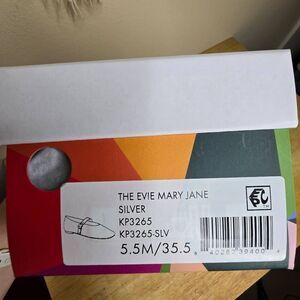 THE EVIE MARY JANE
SILVER
KP3265
KP3265-SLV
5.5M/35.5